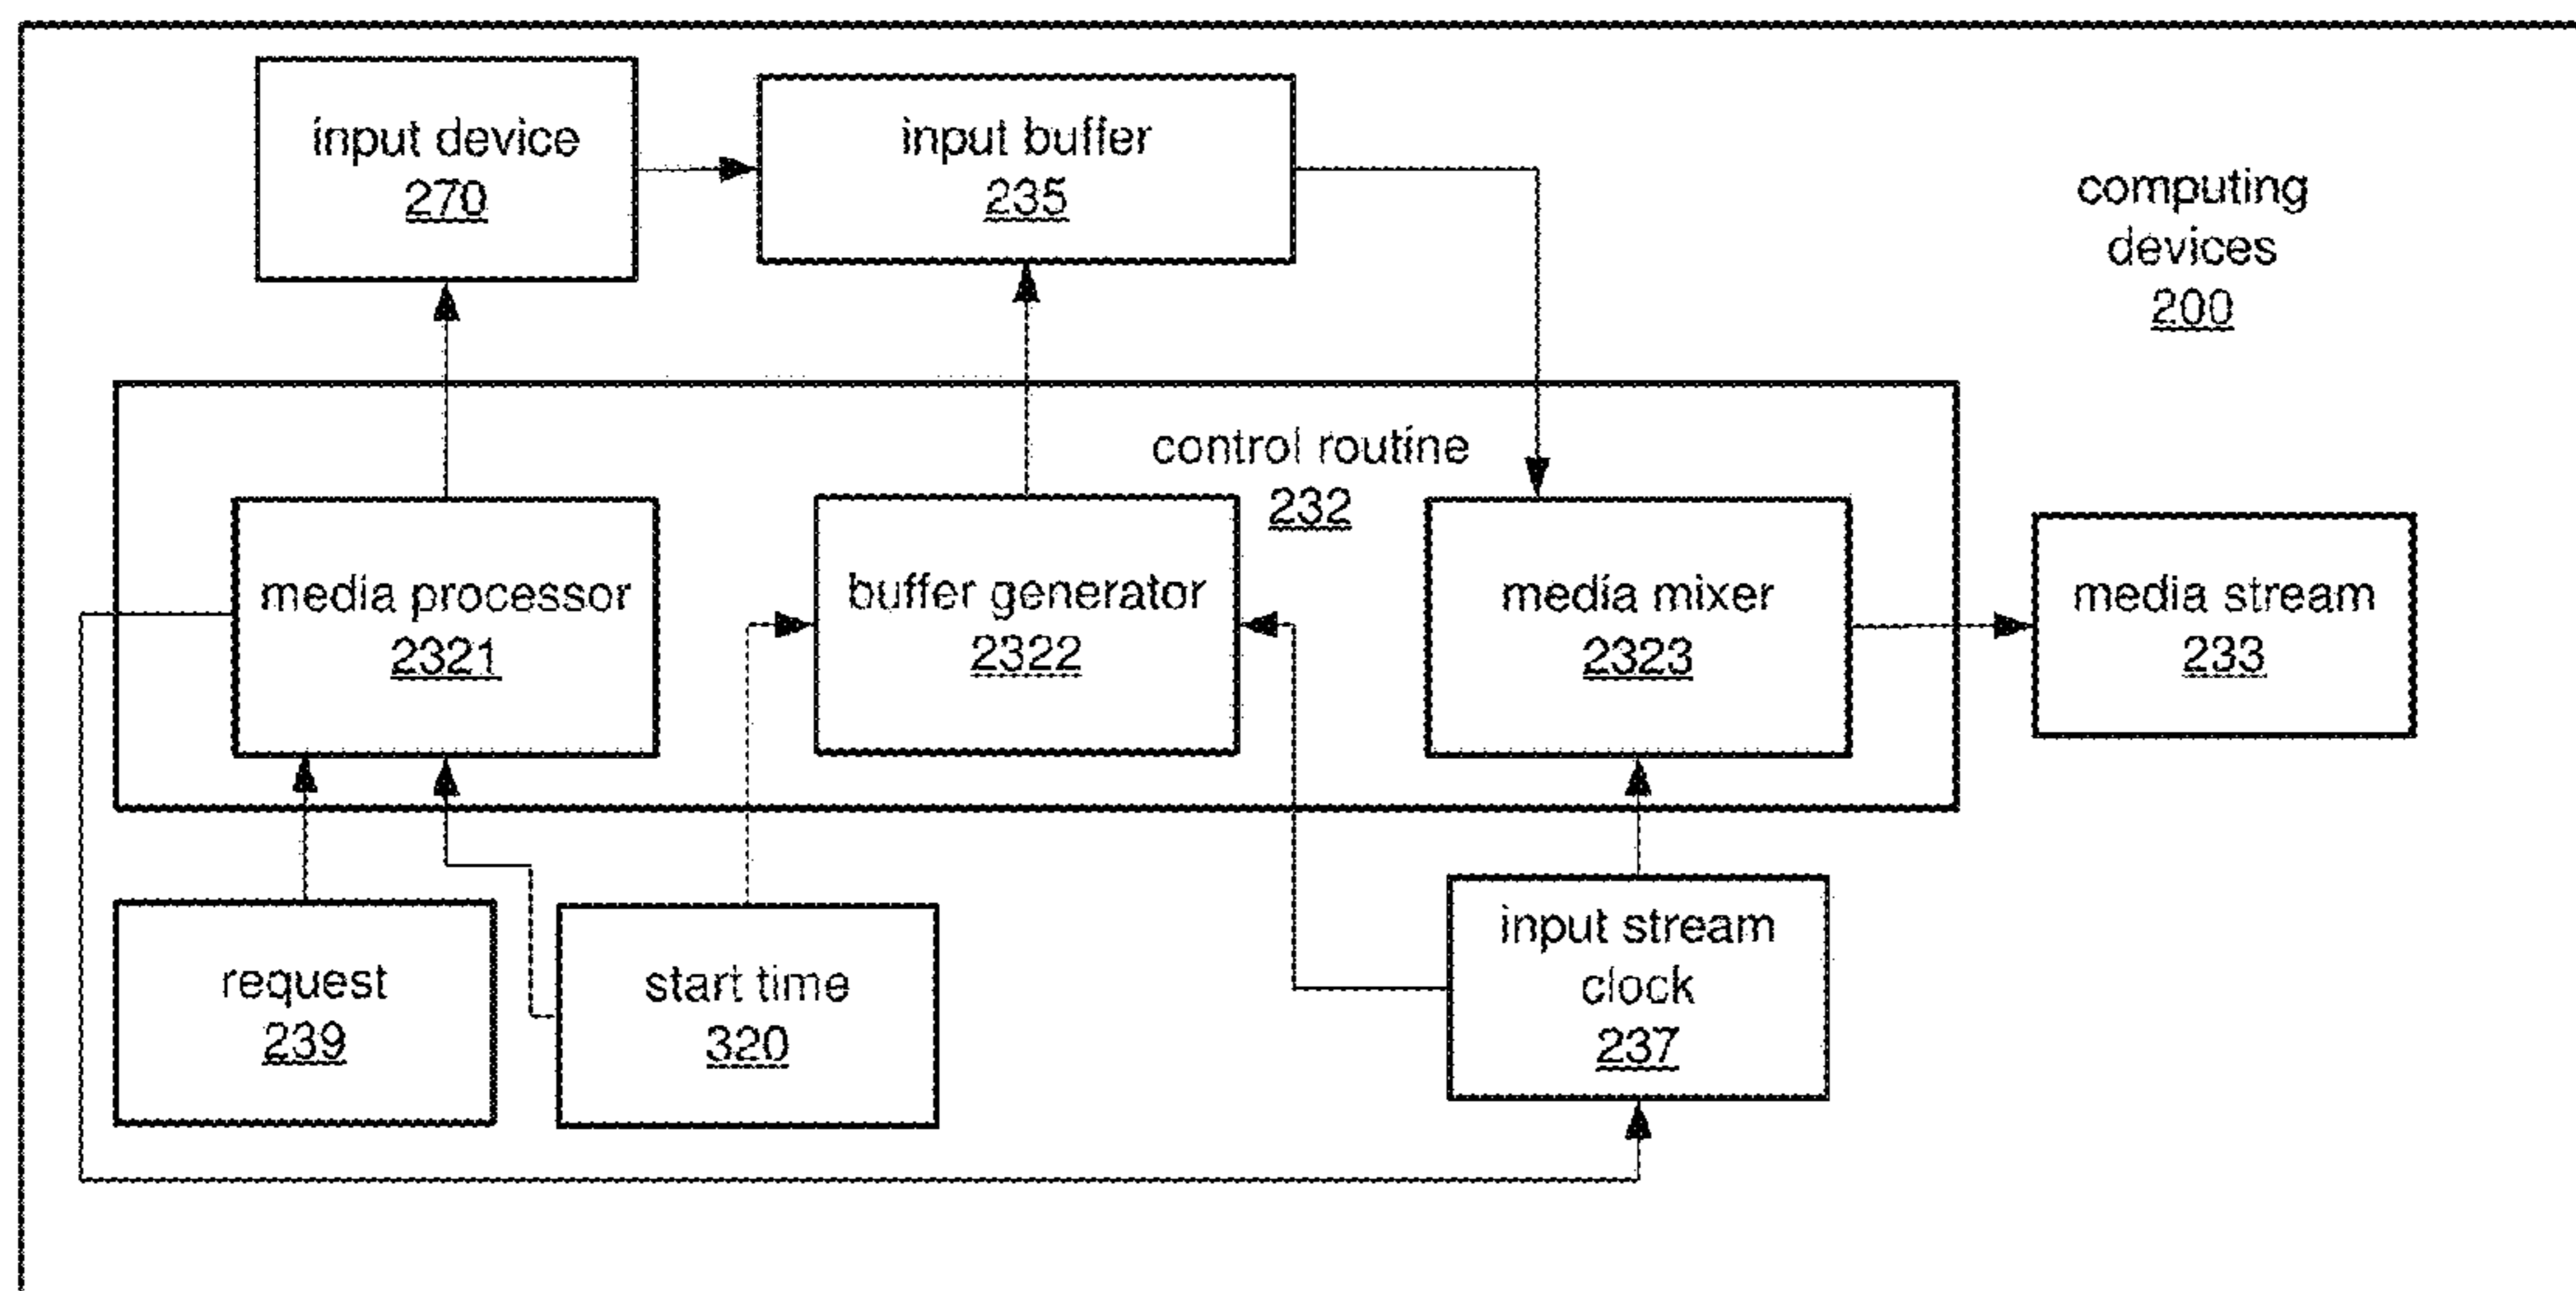 input device
270
input buffer
235
computing
devices
200
control routine
232
media processor
2321
buffer generator
2322
media mixer
2323
media stream
233
request
239
start time
320
input stream
clock
237